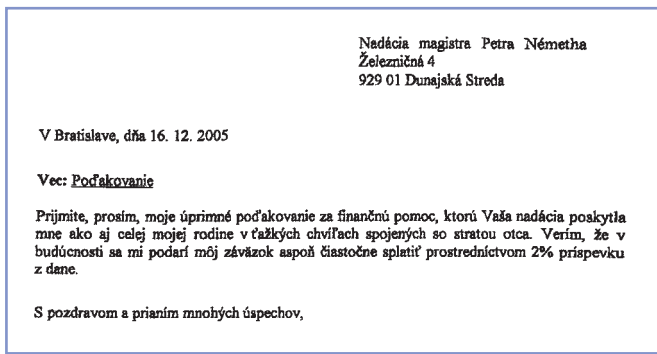 Nadácia magistra Petra Németha
Železničná 4
929 01 Dunajská Streda
V Bratislave, dňa 16. 12. 2005
Vec: Poďakovanie
Prijmite, prosím, moje úprimné poďakovanie za finančnú pomoc, ktorú Vaša nadácia poskytla
mne ako aj celej mojej rodine v ťažkých chvíľach spojených so stratou otca. Verím, že v
budúcnosti sa mi podarí môj záväzok aspoň čiastočne splatiť prostredníctvom 2% príspevku
z dane.
S pozdravom a prianím mnohých úspechov,